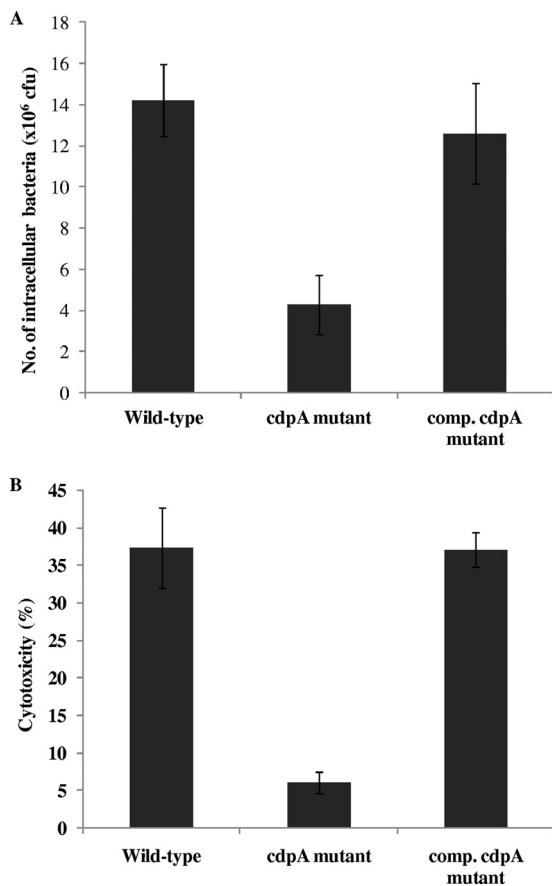 A
No. of intracellular bacteria (x10⁶ cfu)
18
16
14
12
10
8
6
4
2
0
Wild-type
cdpA mutant
comp. cdpA
mutant
B
Cytotoxicity (%)
45
40
35
30
25
20
15
10
5
0
Wild-type
cdpA mutant
comp. cdpA
mutant